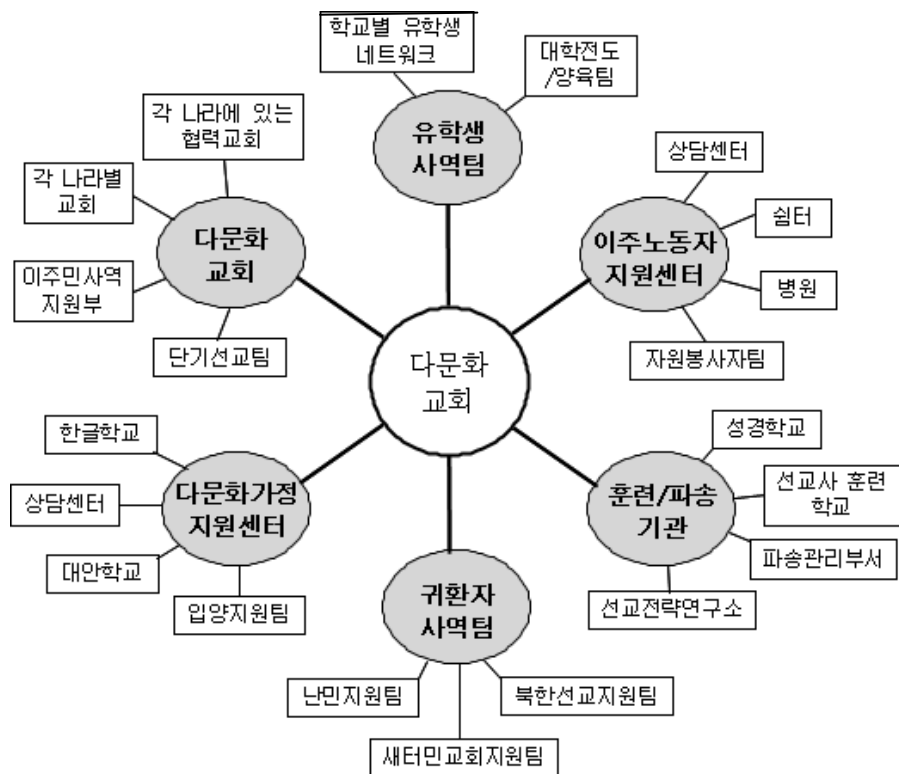 학교별 유학생
네트워크
대학전도
/양육팀
유학생
사역팀
각 나라에 있는
협력교회
각 나라별
교회
다문화
교회
이주민사역
지원부
단기선교팀
상담센터
쉼터
이주노동자
지원센터
병원
자원봉사자팀
다문화
교회
한글학교
상담센터
다문화가정
지원센터
대안학교
입양지원팀
성경학교
선교사 훈련
학교
훈련/파송
기관
파송관리부서
선교전략연구소
귀환자
사역팀
난민지원팀
북한선교지원팀
새터민교회지원팀